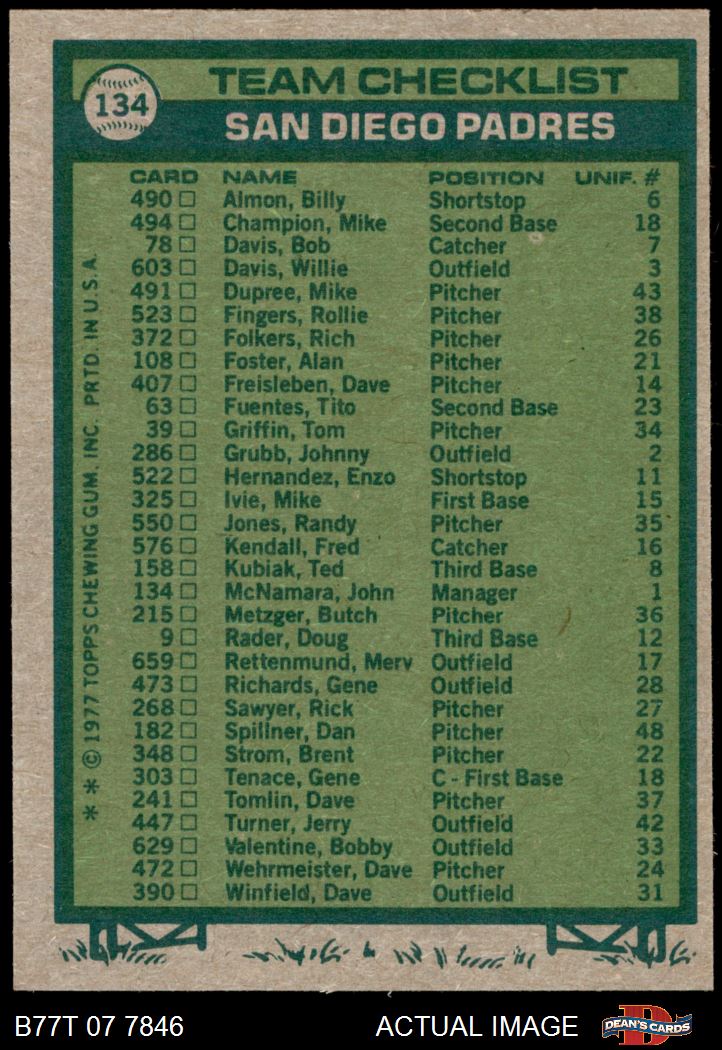 134
TEAM CHECKLIST
SAN DIEGO PADRES
CARD NAME POSITION UNIF. #
490 Almon, Billy Shortstop 6
494 Champion, Mike Second Base 18
78 Davis, Bob Catcher 7
603 Davis, Willie Outfield 3
491 Dupree, Mike Pitcher 43
523 Fingers, Rollie Pitcher 38
372 Folkers, Rich Pitcher 26
108 Foster, Alan Pitcher 21
407 Freisleben, Dave Pitcher 14
63 Fuentes, Tito Second Base 23
39 Griffin, Tom Pitcher 34
286 Grubb, Johnny Outfield 2
522 Hernandez, Enzo Shortstop 11
325 Ivie, Mike First Base 15
550 Jones, Randy Pitcher 35
576 Kendall, Fred Catcher 16
158 Kubiak, Ted Third Base 8
134 McNamara, John Manager 1
215 Metzger, Butch Pitcher 36
9 Rader, Doug Third Base 12
659 Rettenmund, Merv Outfield 17
473 Richards, Gene Outfield 28
268 Sawyer, Rick Pitcher 27
182 Spillner, Dan Pitcher 48
348 Strom, Brent Pitcher 22
303 Tenace, Gene C - First Base 18
241 Tomlin, Dave Pitcher 37
447 Turner, Jerry Outfield 42
629 Valentine, Bobby Outfield 33
472 Wehrmeister, Dave Pitcher 24
390 Winfield, Dave Outfield 31
* * © 1977 TOPPS CHEWING GUM, INC. PRTD. IN U.S.A.
B77T 07 7846 ACTUAL IMAGE DEAN'S CARDS